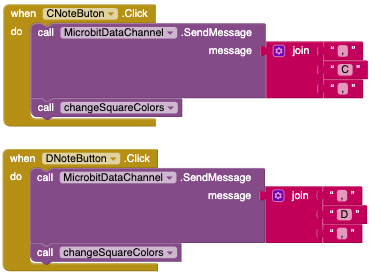 when CNoteButon .Click
do call MicrobitDataChannel .SendMessage
message join " , "
" C "
" , "
call changeSquareColors
when DNoteButton .Click
do call MicrobitDataChannel .SendMessage
message join " , "
" D "
" , "
call changeSquareColors